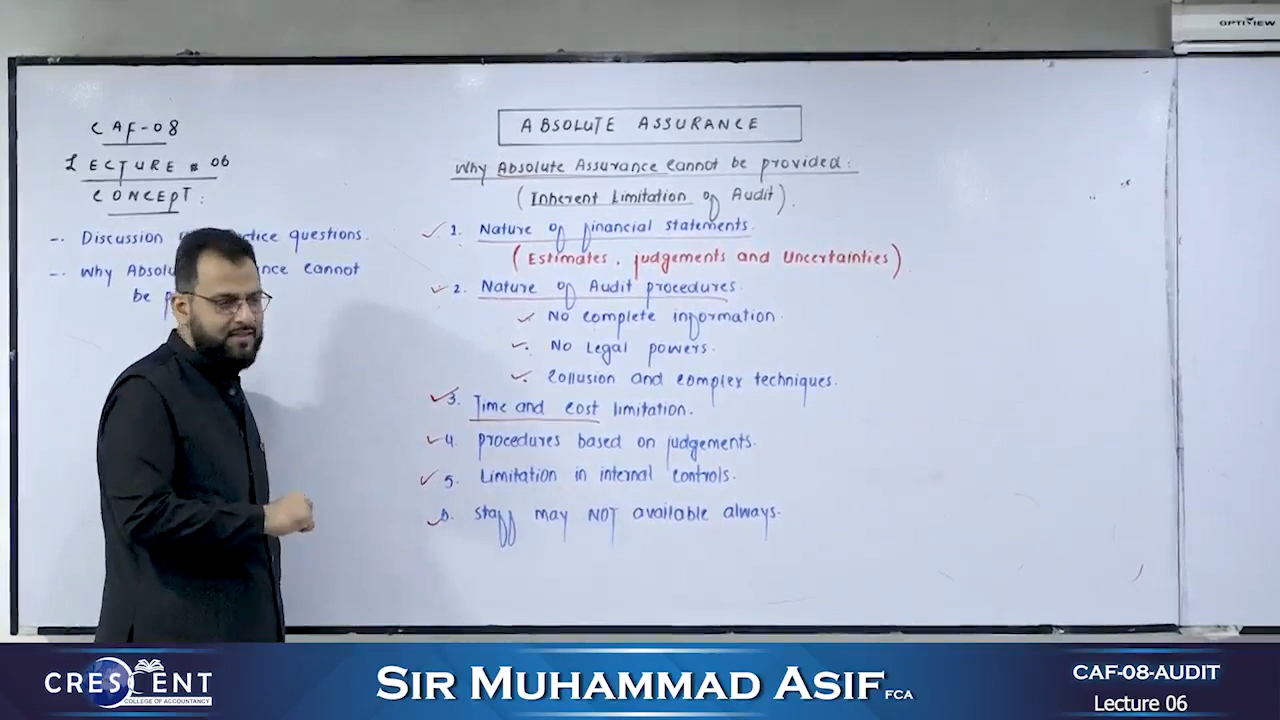 OPTIVIEW
CAF-08
LECTURE # 06
CONCEPT:
-. Discussion tice questions.
-. Why Absolu nce cannot
be p
ABSOLUTE ASSURANCE
Why Absolute Assurance Cannot be provided:
(Inherent Limitation of Audit).
1. Nature of financial statements.
(Estimates, judgements and Uncertainties)
2. Nature of Audit procedures.
No complete information.
No Legal powers.
Collusion and complex techniques.
3. Time and cost limitation.
4. procedures based on judgements.
5. Limitation in internal controls.
6. staff may NOT available always.
CRESCENT
COLLEGE OF ACCOUNTANCY
SIR MUHAMMAD ASIF FCA
CAF-08-AUDIT
Lecture 06